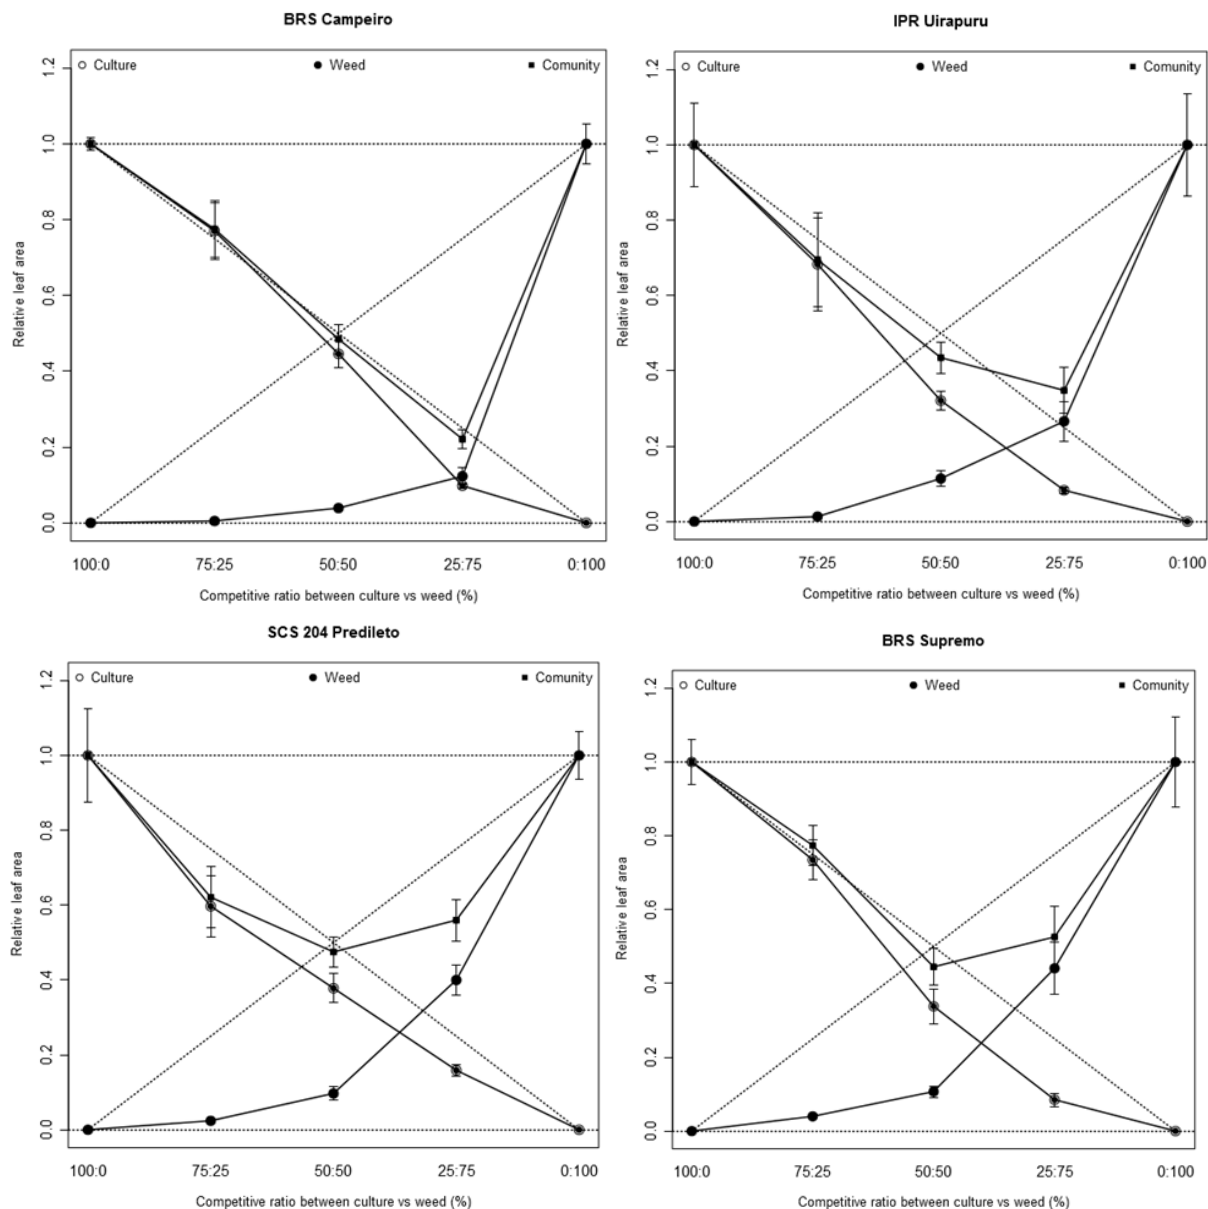 BRS Campeiro
Culture Weed Comunity
Relative leaf area
1.2
1.0
0.8
0.6
0.4
0.2
0.0
100:0 75:25 50:50 25:75 0:100
Competitive ratio between culture vs weed (%)
IPR Uirapuru
Culture Weed Comunity
Relative leaf area
1.2
1.0
0.8
0.6
0.4
0.2
0.0
100:0 75:25 50:50 25:75 0:100
Competitive ratio between culture vs weed (%)
SCS 204 Predileto
Culture Weed Comunity
Relative leaf area
1.2
1.0
0.8
0.6
0.4
0.2
0.0
100:0 75:25 50:50 25:75 0:100
Competitive ratio between culture vs weed (%)
BRS Supremo
Culture Weed Comunity
Relative leaf area
1.2
1.0
0.8
0.6
0.4
0.2
0.0
100:0 75:25 50:50 25:75 0:100
Competitive ratio between culture vs weed (%)